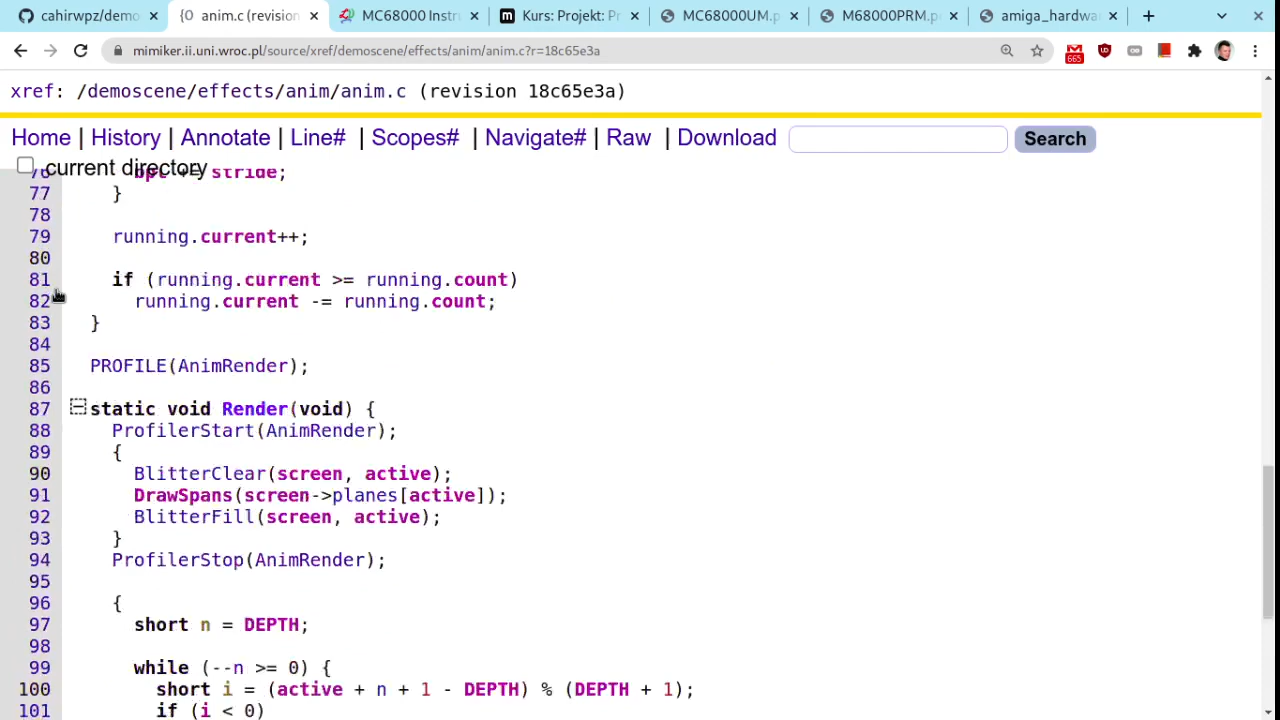 cahirwpz/demo
anim.c (revision
MC68000 Instru
Kurs: Projekt: Pr
MC68000UM.p
M68000PRM.p
amiga_hardwa
mimiker.ii.uni.wroc.pl/source/xref/demoscene/effects/anim/anim.c?r=18c65e3a
665
xref: /demoscene/effects/anim/anim.c (revision 18c65e3a)
Home | History | Annotate | Line# | Scopes# | Navigate# | Raw | Download Search
current directory
76 bpt += stride;
77 }
78
79 running.current++;
80
81 if (running.current >= running.count)
82 running.current -= running.count;
83 }
84
85 PROFILE(AnimRender);
86
87 static void Render(void) {
88 ProfilerStart(AnimRender);
89 {
90 BlitterClear(screen, active);
91 DrawSpans(screen->planes[active]);
92 BlitterFill(screen, active);
93 }
94 ProfilerStop(AnimRender);
95
96 {
97 short n = DEPTH;
98
99 while (--n >= 0) {
100 short i = (active + n + 1 - DEPTH) % (DEPTH + 1);
101 if (i < 0)